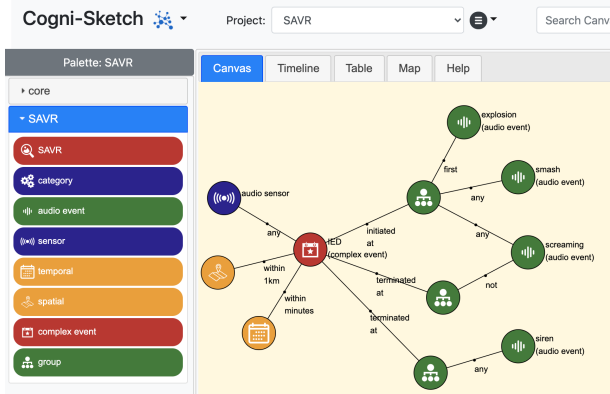 Cogni-Sketch
Project:
SAVR
Search Canv
Palette: SAVR
core
SAVR
SAVR
category
audio event
sensor
temporal
spatial
complex event
group
Canvas
Timeline
Table
Map
Help
explosion
(audio event)
first
smash
(audio event)
any
audio sensor
any
initiated
at
any
screaming
(audio event)
IED
(complex event)
within
1km
terminated
at
not
within
minutes
terminated
at
siren
(audio event)
any